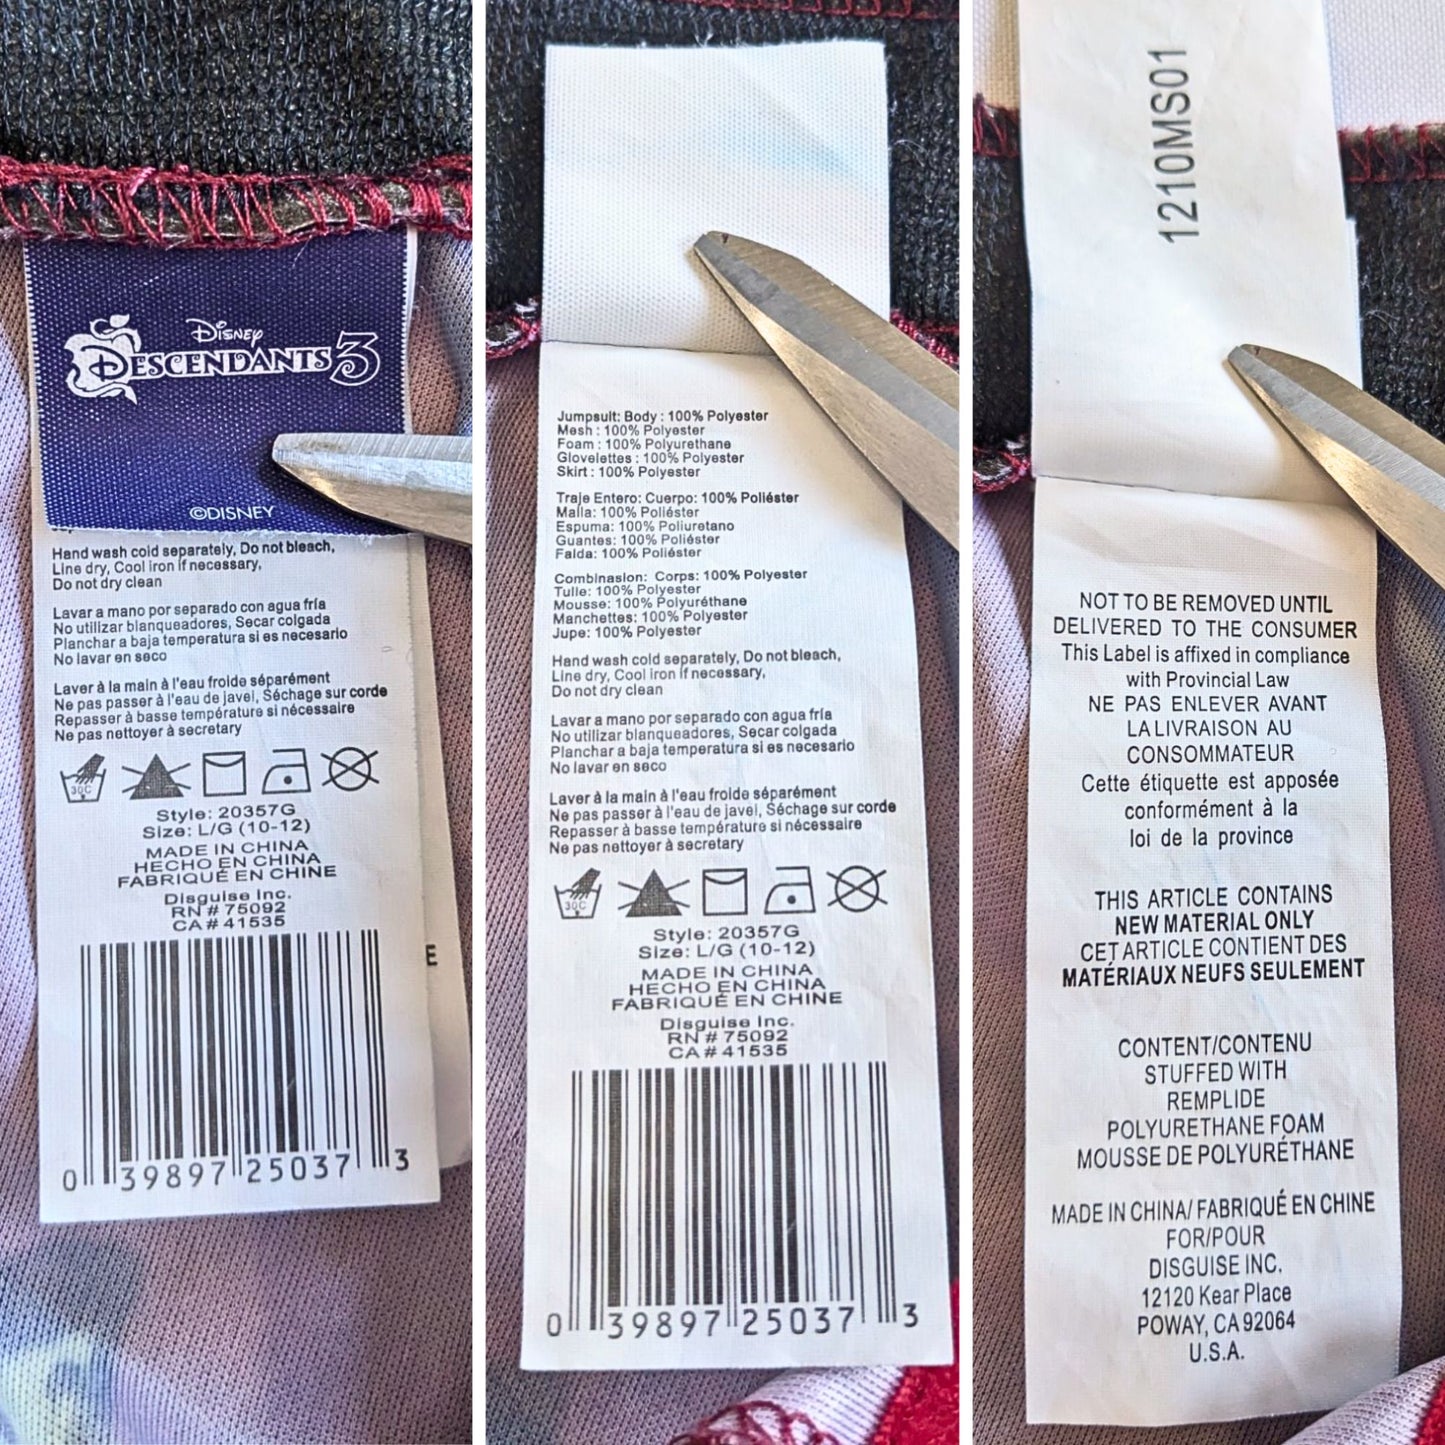 Disney
DESCENDANTS 3
©DISNEY
Hand wash cold separately, Do not bleach,
Line dry, Cool iron if necessary,
Do not dry clean
Lavar a mano por separado con agua fría
No utilizar blanqueadores, Secar colgada
Planchar a baja temperatura si es necesario
No lavar en seco
Laver à la main à l'eau froide séparément
Ne pas passer à l'eau de javel, Séchage sur corde
Repasser à basse température si nécessaire
Ne pas nettoyer à secretary
30C
Style: 20357G
Size: L/G (10-12)
MADE IN CHINA
HECHO EN CHINA
FABRIQUÉ EN CHINE
Disguise Inc.
RN # 75092
CA # 41535
E
0 39897 25037 3
Jumpsuit: Body : 100% Polyester
Mesh : 100% Polyester
Foam : 100% Polyurethane
Glovelettes : 100% Polyester
Skirt : 100% Polyester
Traje Entero: Cuerpo: 100% Poliéster
Malla: 100% Poliéster
Espuma: 100% Poliuretano
Guantes: 100% Poliéster
Falda: 100% Poliéster
Combinasion: Corps: 100% Polyester
Tulle: 100% Polyester
Mousse: 100% Polyuréthane
Manchettes: 100% Polyester
Jupe: 100% Polyester
Hand wash cold separately, Do not bleach,
Line dry, Cool iron if necessary,
Do not dry clean
Lavar a mano por separado con agua fría
No utilizar blanqueadores, Secar colgada
Planchar a baja temperatura si es necesario
No lavar en seco
Laver à la main à l'eau froide séparément
Ne pas passer à l'eau de javel, Séchage sur corde
Repasser à basse température si nécessaire
Ne pas nettoyer à secretary
30C
Style: 20357G
Size: L/G (10-12)
MADE IN CHINA
HECHO EN CHINA
FABRIQUÉ EN CHINE
Disguise Inc.
RN # 75092
CA # 41535
0 39897 25037 3
1210MS01
NOT TO BE REMOVED UNTIL
DELIVERED TO THE CONSUMER
This Label is affixed in compliance
with Provincial Law
NE PAS ENLEVER AVANT
LA LIVRAISON AU
CONSOMMATEUR
Cette étiquette est apposée
conformément à la
loi de la province
THIS ARTICLE CONTAINS
NEW MATERIAL ONLY
CET ARTICLE CONTIENT DES
MATÉRIAUX NEUFS SEULEMENT
CONTENT/CONTENU
STUFFED WITH
REMPLIDE
POLYURETHANE FOAM
MOUSSE DE POLYURÉTHANE
MADE IN CHINA/ FABRIQUÉ EN CHINE
FOR/POUR
DISGUISE INC.
12120 Kear Place
POWAY, CA 92064
U.S.A.